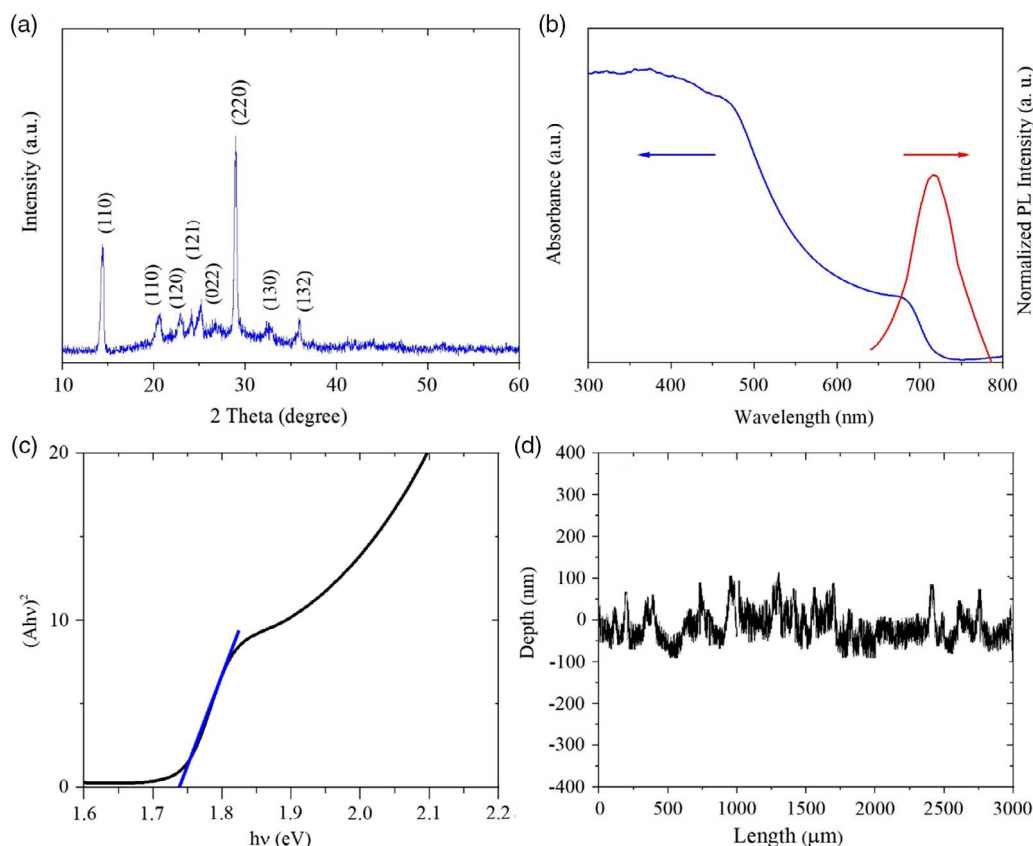 (a)
Intensity (a.u.)
(110)
(110)
(120)
(121)
(022)
(220)
(130)
(132)
10 20 30 40 50 60
2 Theta (degree)
(b)
Absorbance (a.u.)
Normalized PL Intensity (a. u.)
300 400 500 600 700 800
Wavelength (nm)
(c)
(Ahν)²
20
10
0
1.6 1.7 1.8 1.9 2.0 2.1 2.2
hν (eV)
(d)
Depth (nm)
400
300
200
100
0
-100
-200
-300
-400
0 500 1000 1500 2000 2500 3000
Length (μm)